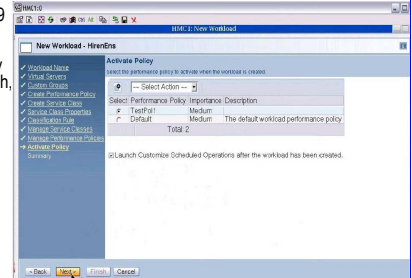 9
h,
HMC1:0
HMC1: New Workload
New Workload - HirenEns
Workload Name
Virtual Servers
Custom Groups
Create Performance Policy
Create Service Class
Service Class Properties
Classification Rule
Manage Service Classes
Manage Performance Policies
Activate Policy
Summary
Activate Policy
Select the performance policy to activate when the workload is created.
--- Select Action ---
Select Performance Policy Importance Description
TestPol1 Medium
Default Medium The default workload performance policy
Total: 2
Launch Customize Scheduled Operations after the workload has been created.
< Back Next > Finish Cancel